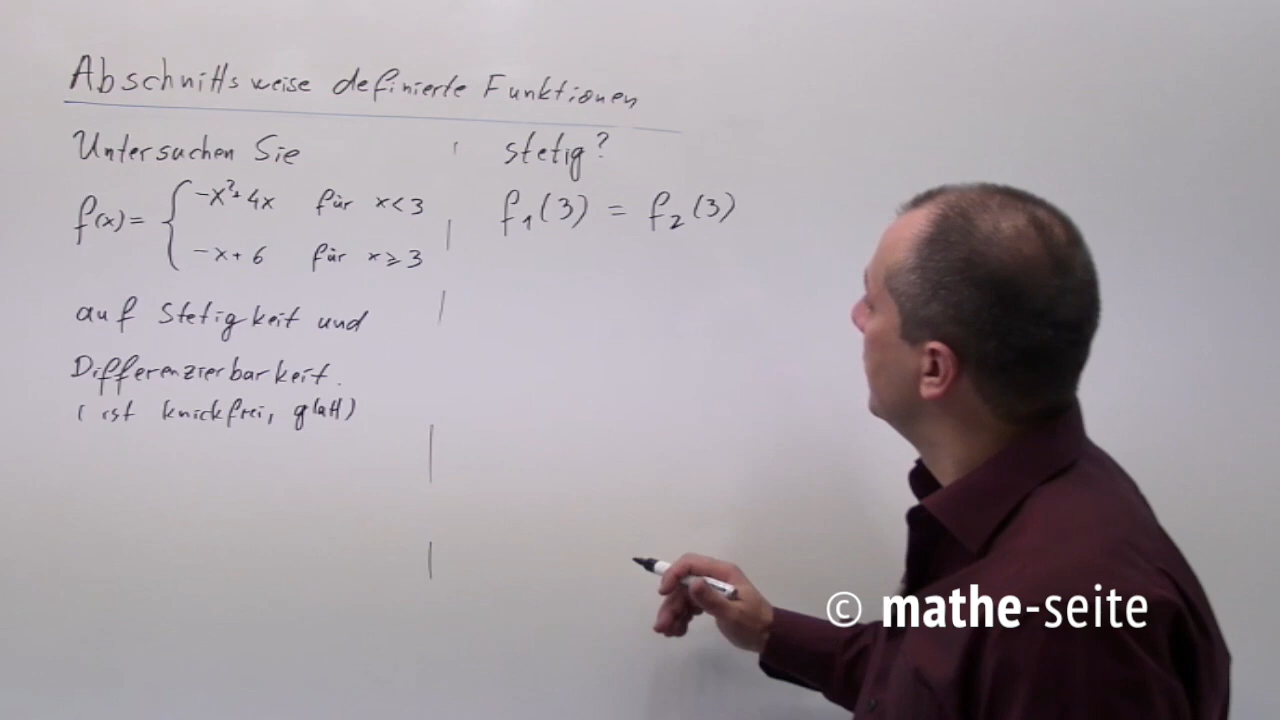 Abschnittsweise definierte Funktionen
Untersuchen Sie
f(x)= { -x²+4x für x<3
-x+6 für x≥3
auf Stetigkeit und
Differenzierbarkeit.
( ist knickfrei, glatt)
stetig?
f₁(3) = f₂(3)
© mathe-seite